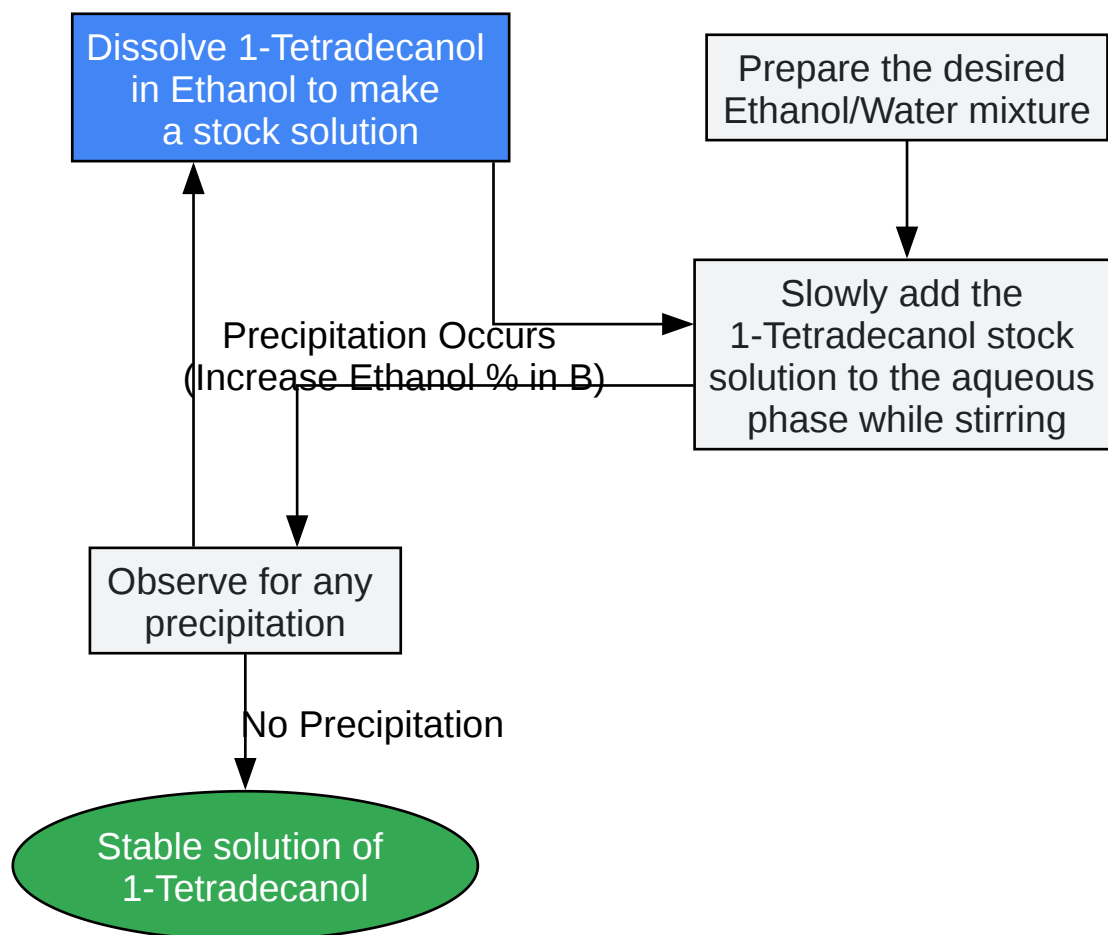 Dissolve 1-Tetradecanol
in Ethanol to make
a stock solution
Prepare the desired
Ethanol/Water mixture
Slowly add the
1-Tetradecanol stock
solution to the aqueous
phase while stirring
Precipitation Occurs
(Increase Ethanol % in B)
Observe for any
precipitation
No Precipitation
Stable solution of
1-Tetradecanol